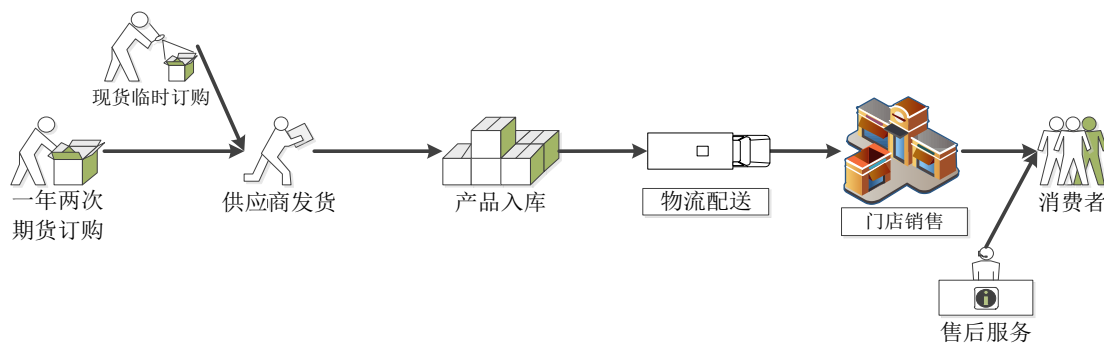 现货临时订购
一年两次
期货订购
供应商发货
产品入库
物流配送
门店销售
消费者
售后服务